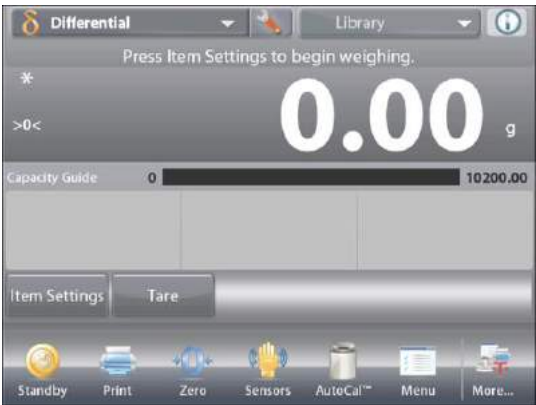 δ Differential Library i
Press Item Settings to begin weighing.
*
>0<
0.00 g
Capacity Guide 0 10200.00
Item Settings Tare
Standby Print Zero Sensors AutoCal™ Menu More...